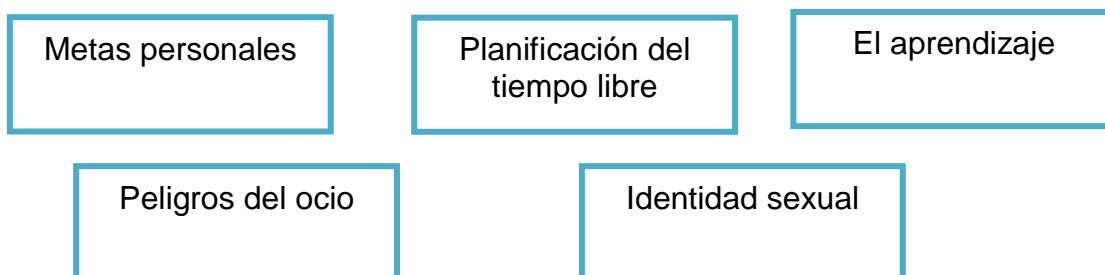 Metas personales
Planificación del
tiempo libre
El aprendizaje
Peligros del ocio
Identidad sexual